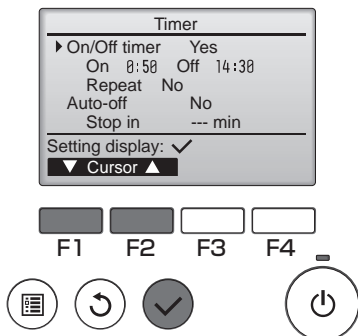 Timer
On/Off timer Yes
On 0:50 Off 14:30
Repeat No
Auto-off No
Stop in --- min
Setting display: ✓
▼ Cursor ▲
F1 F2 F3 F4